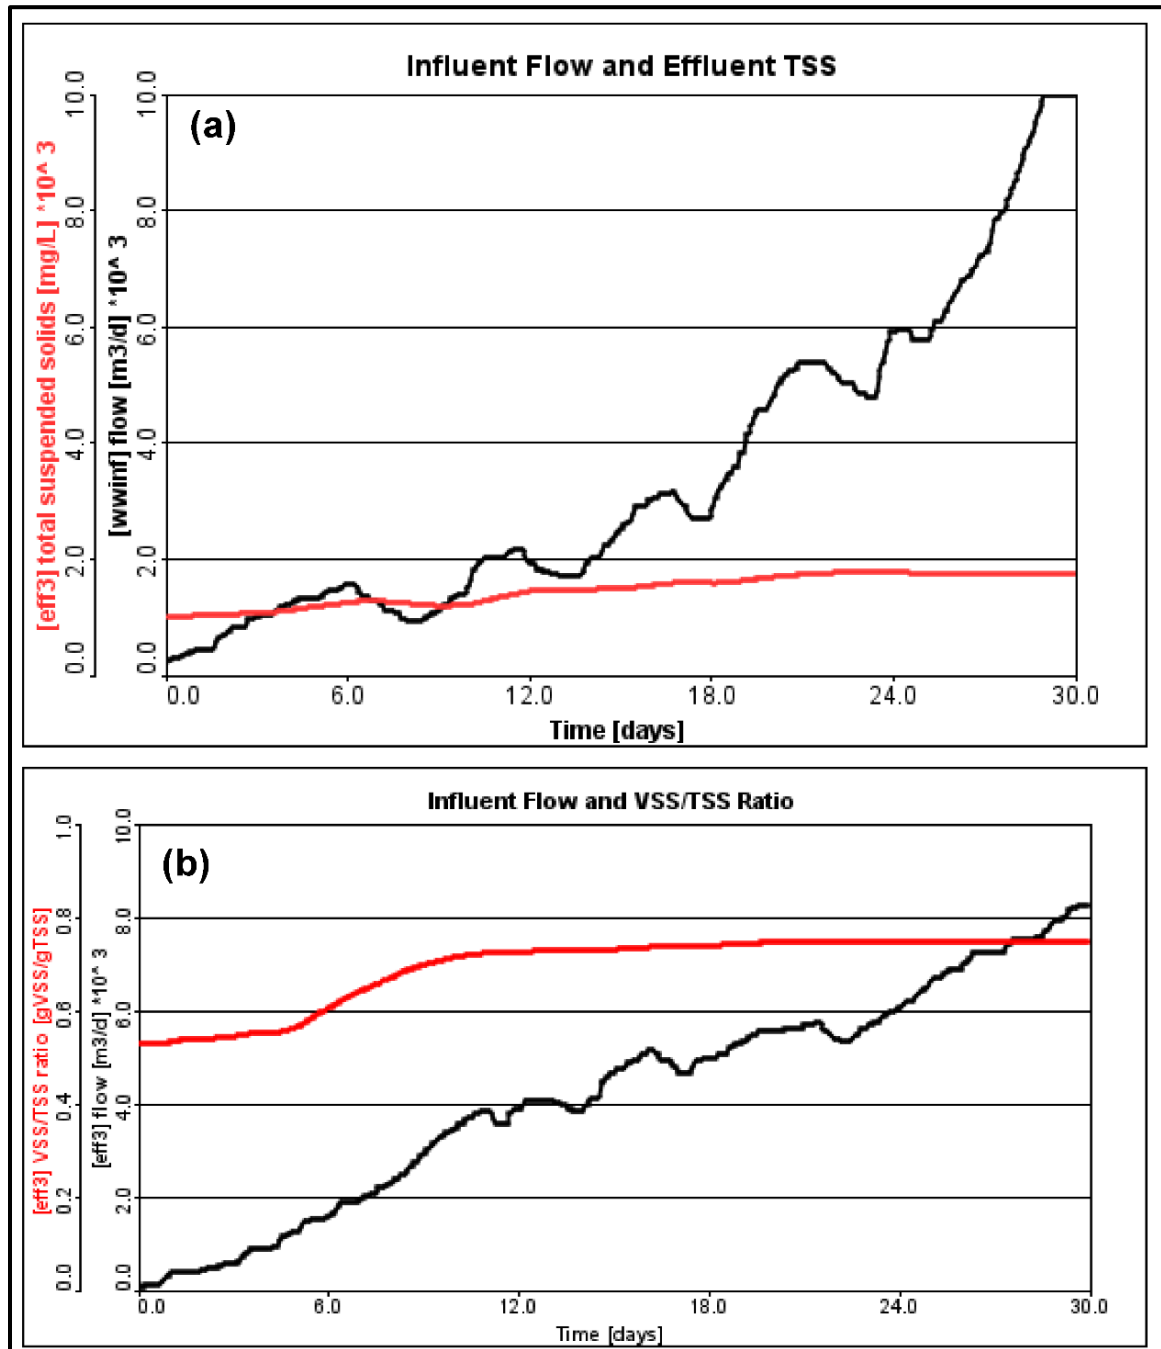 Influent Flow and Effluent TSS
(a)
[eff3] total suspended solids [mg/L] *10^ 3
10.0
8.0
6.0
4.0
2.0
0.0
[wwinf] flow [m3/d] *10^ 3
10.0
8.0
6.0
4.0
2.0
0.0
0.0 6.0 12.0 18.0 24.0 30.0
Time [days]
Influent Flow and VSS/TSS Ratio
(b)
[eff3] VSS/TSS ratio [gVSS/gTSS]
1.0
0.8
0.6
0.4
0.2
0.0
[eff3] flow [m3/d] *10^ 3
10.0
8.0
6.0
4.0
2.0
0.0
0.0 6.0 12.0 18.0 24.0 30.0
Time [days]